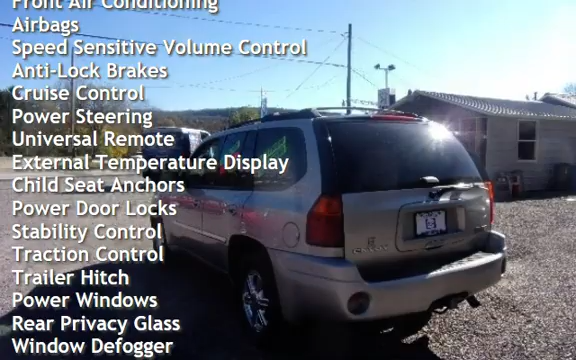 Front Air Conditioning
Airbags
Speed Sensitive Volume Control
Anti-Lock Brakes
Cruise Control
Power Steering
Universal Remote
External Temperature Display
Child Seat Anchors
Power Door Locks
Stability Control
Traction Control
Trailer Hitch
Power Windows
Rear Privacy Glass
Window Defogger